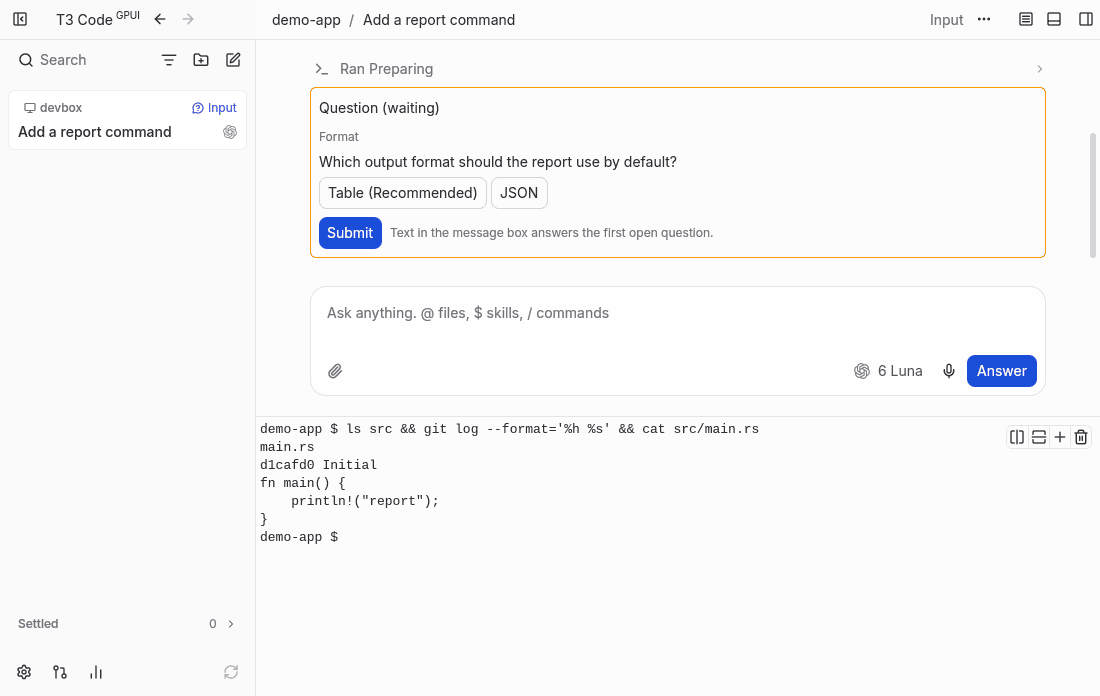 T3 Code GPUI
demo-app / Add a report command
Input
Search
devbox
Input
Add a report command
Settled
0
Ran Preparing
Question (waiting)
Format
Which output format should the report use by default?
Table (Recommended)
JSON
Submit
Text in the message box answers the first open question.
Ask anything. @ files, $ skills, / commands
6 Luna
Answer
demo-app $ ls src && git log --format='%h %s' && cat src/main.rs
main.rs
d1cafd0 Initial
fn main() {
    println!("report");
}
demo-app $